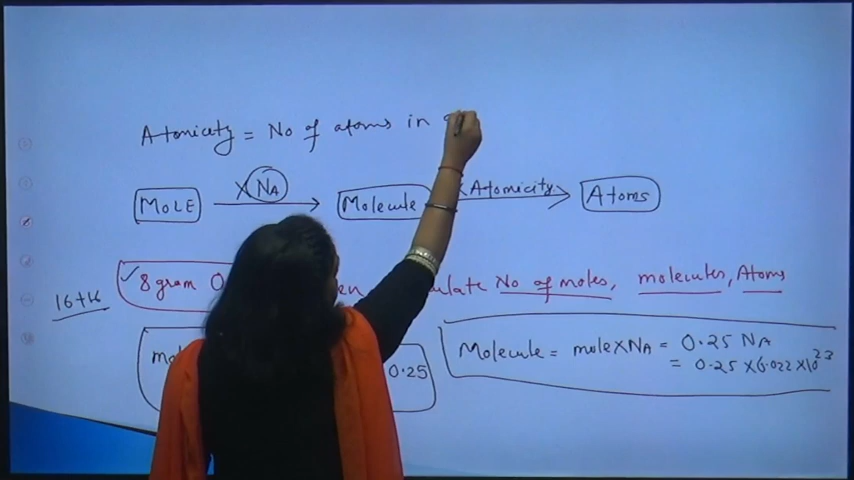 Atomicity = No of atoms in
MOLE ×NA Molecule ×Atomicity Atoms
16+16
✓8 gram No of moles, molecules, Atoms
Molecule = mole×NA = 0.25 NA
0.25 = 0.25 ×6.022 ×10²³